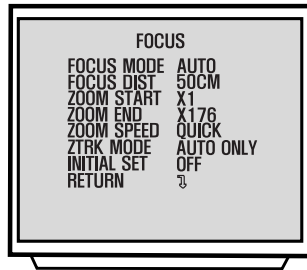 FOCUS
FOCUS MODE AUTO
FOCUS DIST 50CM
ZOOM START X1
ZOOM END X176
ZOOM SPEED QUICK
ZTRK MODE AUTO ONLY
INITIAL SET OFF
RETURN ↵